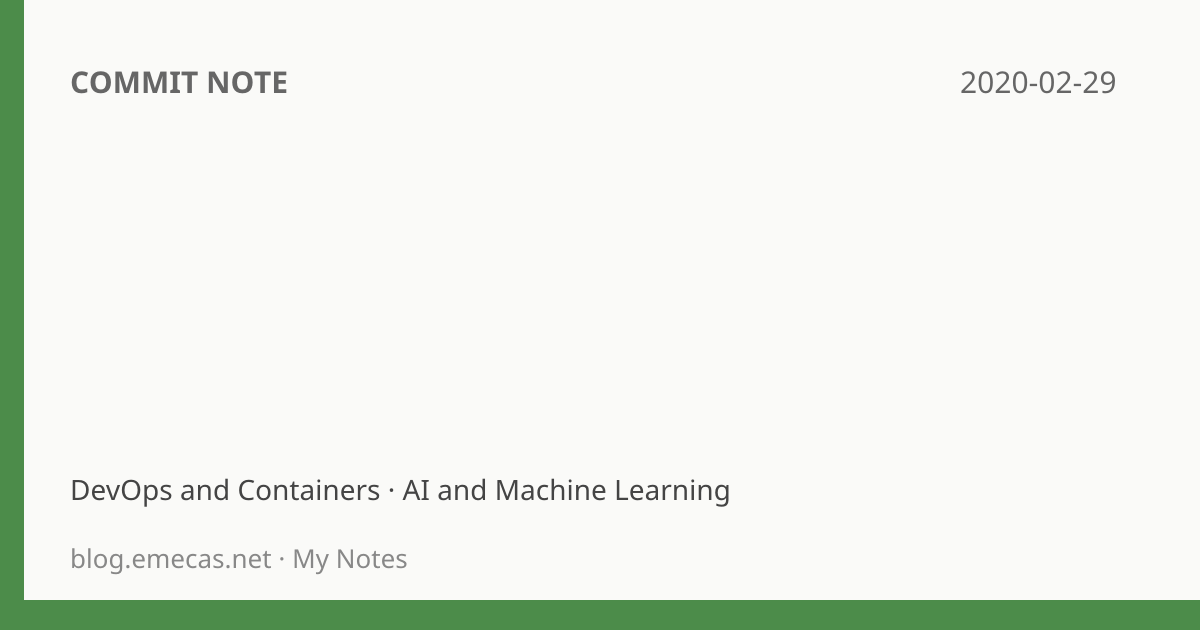 COMMIT NOTE
2020-02-29
DevOps and Containers · AI and Machine Learning
blog.emecas.net · My Notes